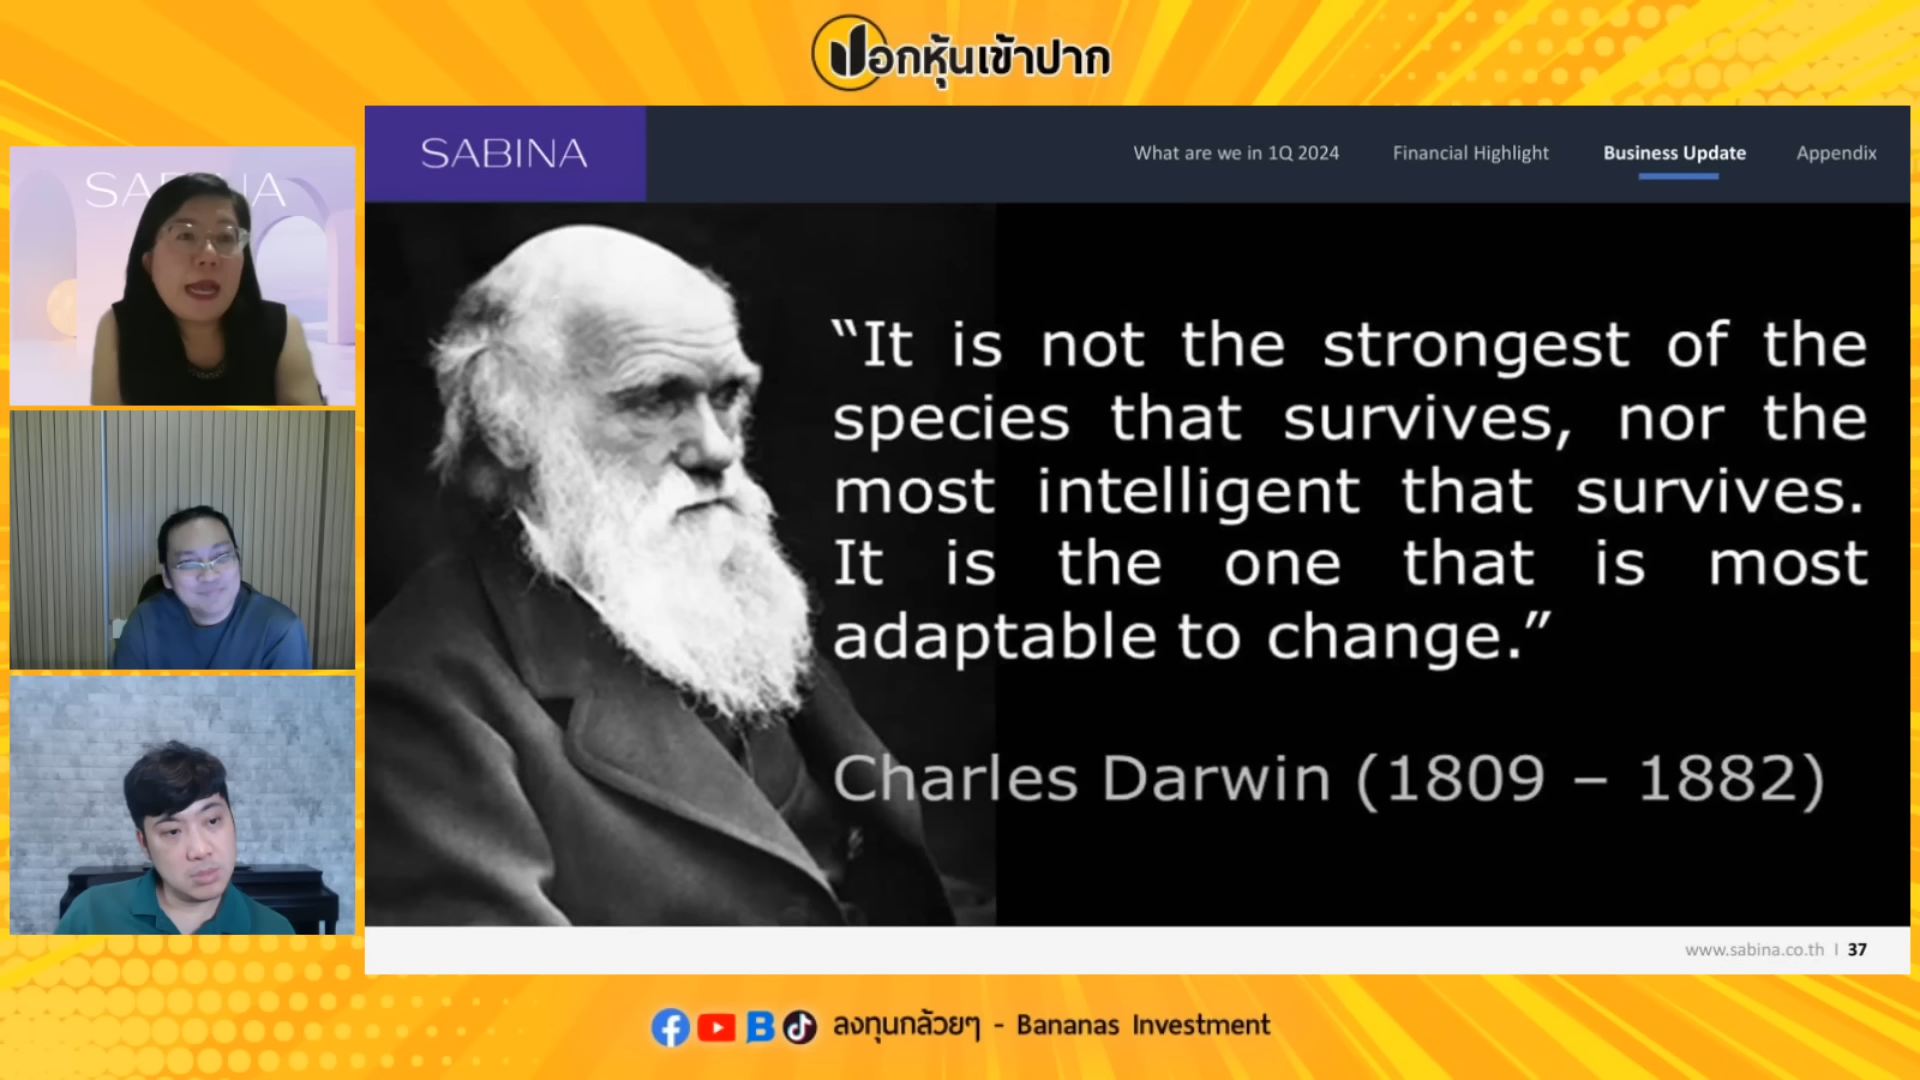 ปอกหุ้นเข้าปาก
SABINA
What are we in 1Q 2024
Financial Highlight
Business Update
Appendix
“It is not the strongest of the
species that survives, nor the
most intelligent that survives.
It is the one that is most
adaptable to change.”
Charles Darwin (1809 – 1882)
www.sabina.co.th | 37
ลงทุนกล้วยๆ - Bananas Investment